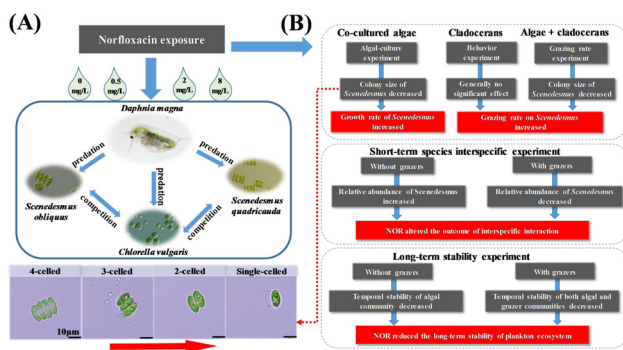 (A)
Norfloxacin exposure
0
mg/L
0.5
mg/L
2
mg/L
8
mg/L
Daphnia magna
predation
predation
predation
Scenedesmus
obliquus
Scenedesmus
quadricauda
competition
competition
Chlorella vulgaris
4-celled
3-celled
2-celled
Single-celled
10μm
(B)
Co-cultured algae
Cladocerans
Algae + cladocerans
Algal-culture
experiment
Behavior
experiment
Grazing rate
experiment
Colony size of
Scenedesmus decreased
Generally no
significant effect
Colony size of
Scenedesmus decreased
Growth rate of Scenedesmus
increased
Grazing rate on Scenedesmus
increased
Short-term species interspecific experiment
Without grazers
With grazers
Relative abundance of Scenedesmus
increased
Relative abundance of Scenedesmus
decreased
NOR altered the outcome of interspecific interaction
Long-term stability experiment
Without grazers
With grazers
Temporal stability of algal
community decreased
Temporal stability of both algal and
grazer communities decreased
NOR reduced the long-term stability of plankton ecosystem